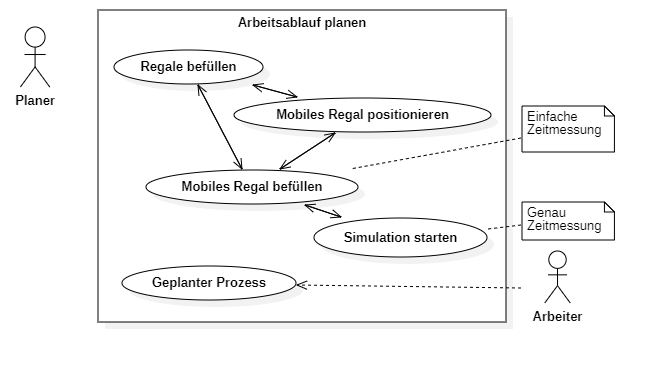 Arbeitsablauf planen
Planer
Regale befüllen
Mobiles Regal positionieren
Einfache
Zeitmessung
Mobiles Regal befüllen
Genau
Zeitmessung
Simulation starten
Geplanter Prozess
Arbeiter